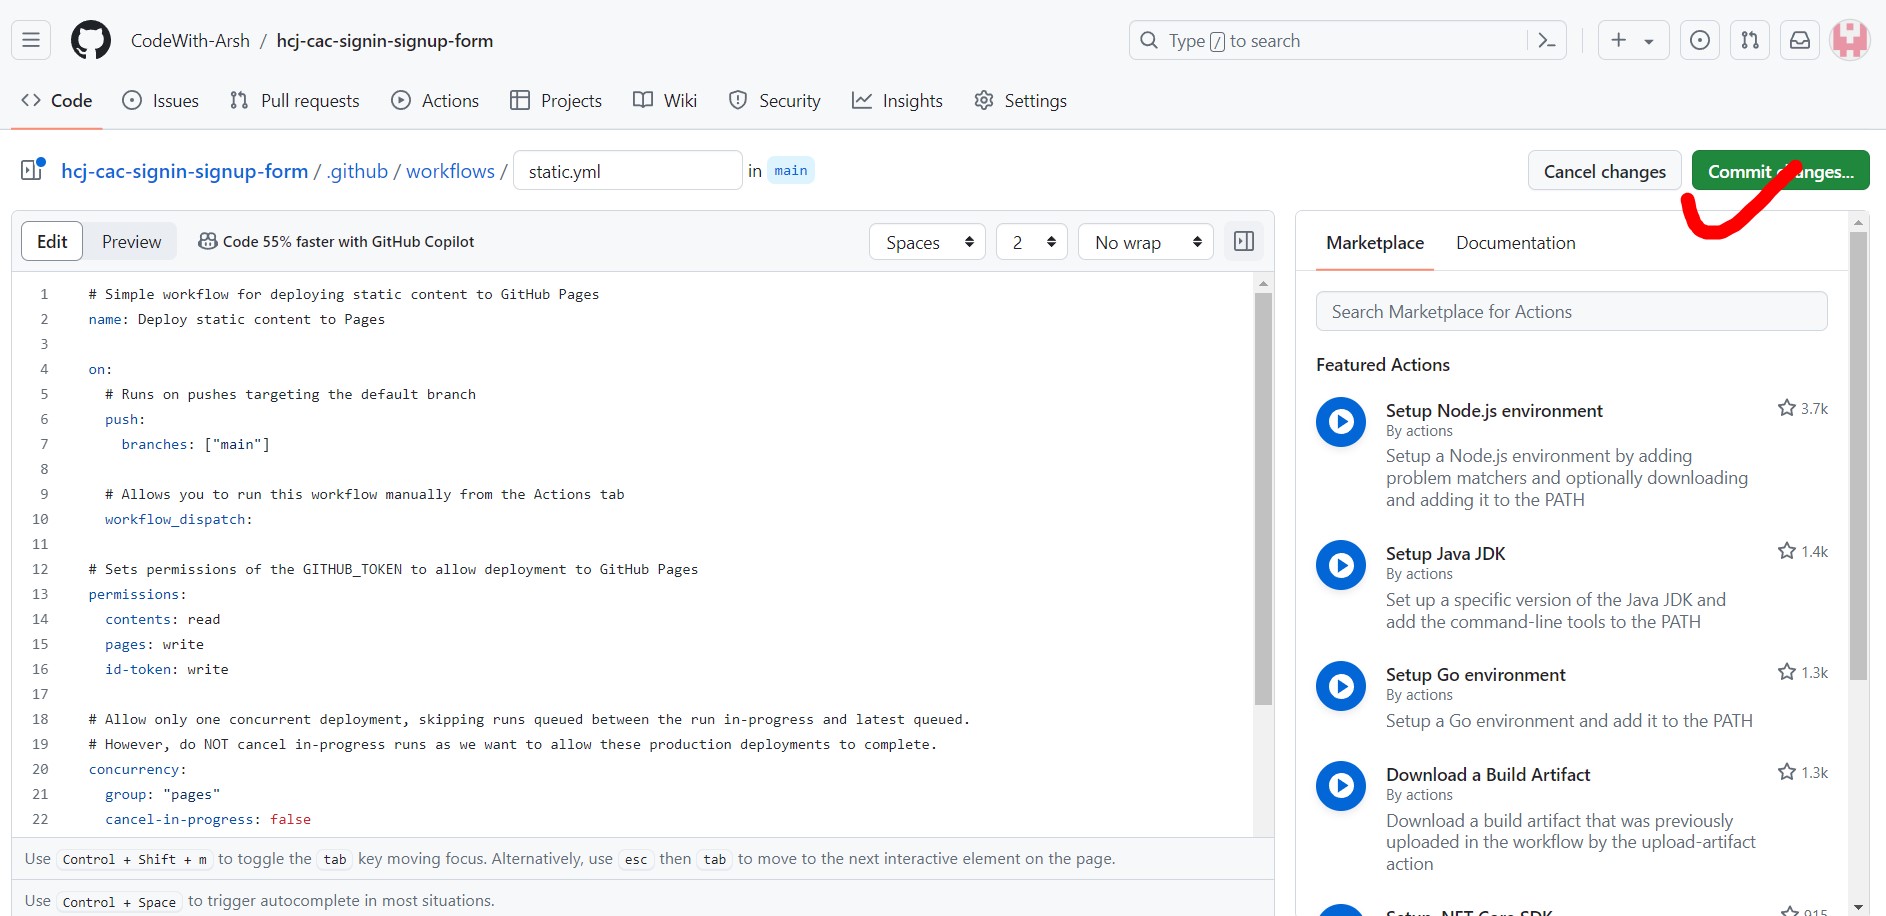 CodeWith-Arsh / hcj-cac-signin-signup-form
Type / to search
Code Issues Pull requests Actions Projects Wiki Security Insights Settings
hcj-cac-signin-signup-form / .github / workflows / static.yml in main
Cancel changes Commit changes...
Edit Preview Code 55% faster with GitHub Copilot Spaces 2 No wrap
1 # Simple workflow for deploying static content to GitHub Pages
2 name: Deploy static content to Pages
3
4 on:
5 # Runs on pushes targeting the default branch
6 push:
7 branches: ["main"]
8
9 # Allows you to run this workflow manually from the Actions tab
10 workflow_dispatch:
11
12 # Sets permissions of the GITHUB_TOKEN to allow deployment to GitHub Pages
13 permissions:
14 contents: read
15 pages: write
16 id-token: write
17
18 # Allow only one concurrent deployment, skipping runs queued between the run in-progress and latest queued.
19 # However, do NOT cancel in-progress runs as we want to allow these production deployments to complete.
20 concurrency:
21 group: "pages"
22 cancel-in-progress: false
Use Control + Shift + m to toggle the tab key moving focus. Alternatively, use esc then tab to move to the next interactive element on the page.
Use Control + Space to trigger autocomplete in most situations.
Marketplace Documentation
Search Marketplace for Actions
Featured Actions
Setup Node.js environment 3.7k
By actions
Setup a Node.js environment by adding
problem matchers and optionally downloading
and adding it to the PATH
Setup Java JDK 1.4k
By actions
Set up a specific version of the Java JDK and
add the command-line tools to the PATH
Setup Go environment 1.3k
By actions
Setup a Go environment and add it to the PATH
Download a Build Artifact 1.3k
By actions
Download a build artifact that was previously
uploaded in the workflow by the upload-artifact
action
Setup .NET Core SDK 915